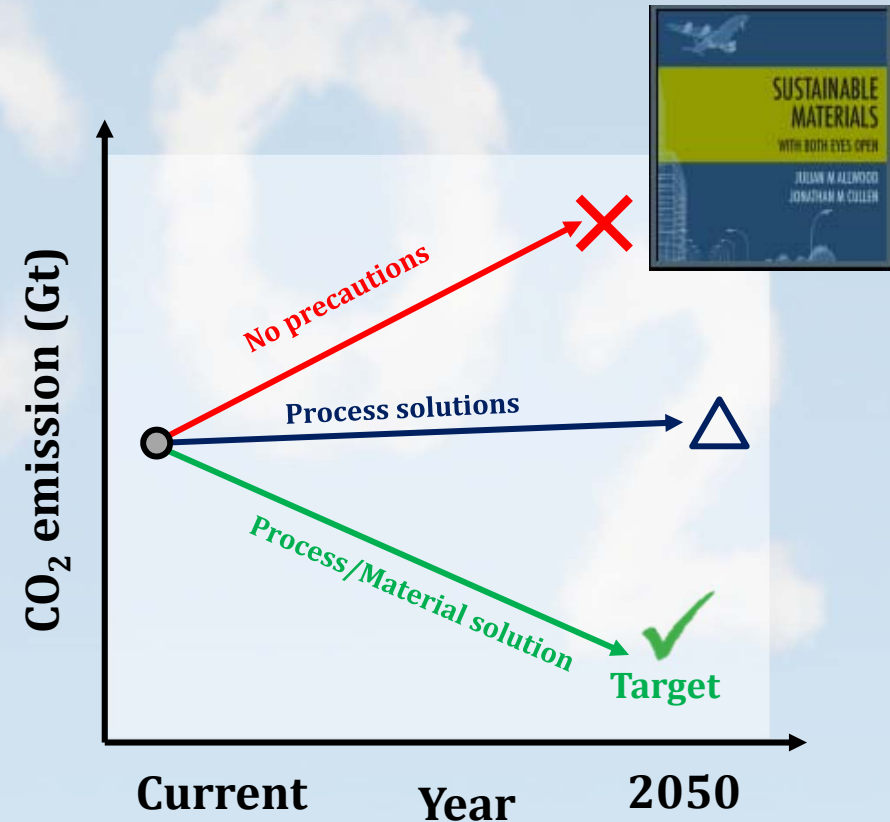 SUSTAINABLE
MATERIALS
WITH BOTH EYES OPEN
JULIAN M ALLWOOD
JONATHAN M CULLEN
CO₂ emission (Gt)
No precautions
Process solutions
Process/Material solution
Target
Current
Year
2050
CO2